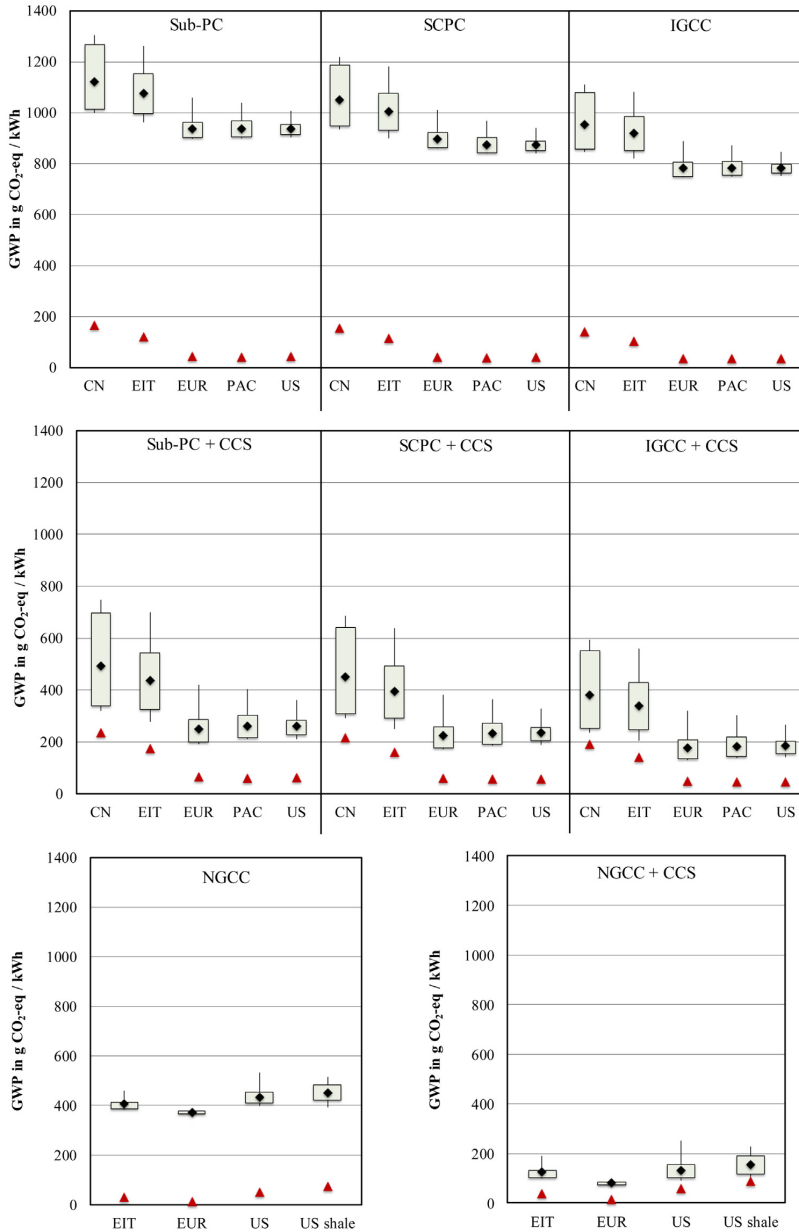 Sub-PC SCPC IGCC
GWP in g CO₂-eq / kWh
1400
1200
1000
800
600
400
200
0
CN EIT EUR PAC US CN EIT EUR PAC US CN EIT EUR PAC US
Sub-PC + CCS SCPC + CCS IGCC + CCS
GWP in g CO₂-eq / kWh
1400
1200
1000
800
600
400
200
0
CN EIT EUR PAC US CN EIT EUR PAC US CN EIT EUR PAC US
NGCC
GWP in g CO₂-eq / kWh
1400
1200
1000
800
600
400
200
0
EIT EUR US US shale
NGCC + CCS
GWP in g CO₂-eq / kWh
1400
1200
1000
800
600
400
200
0
EIT EUR US US shale